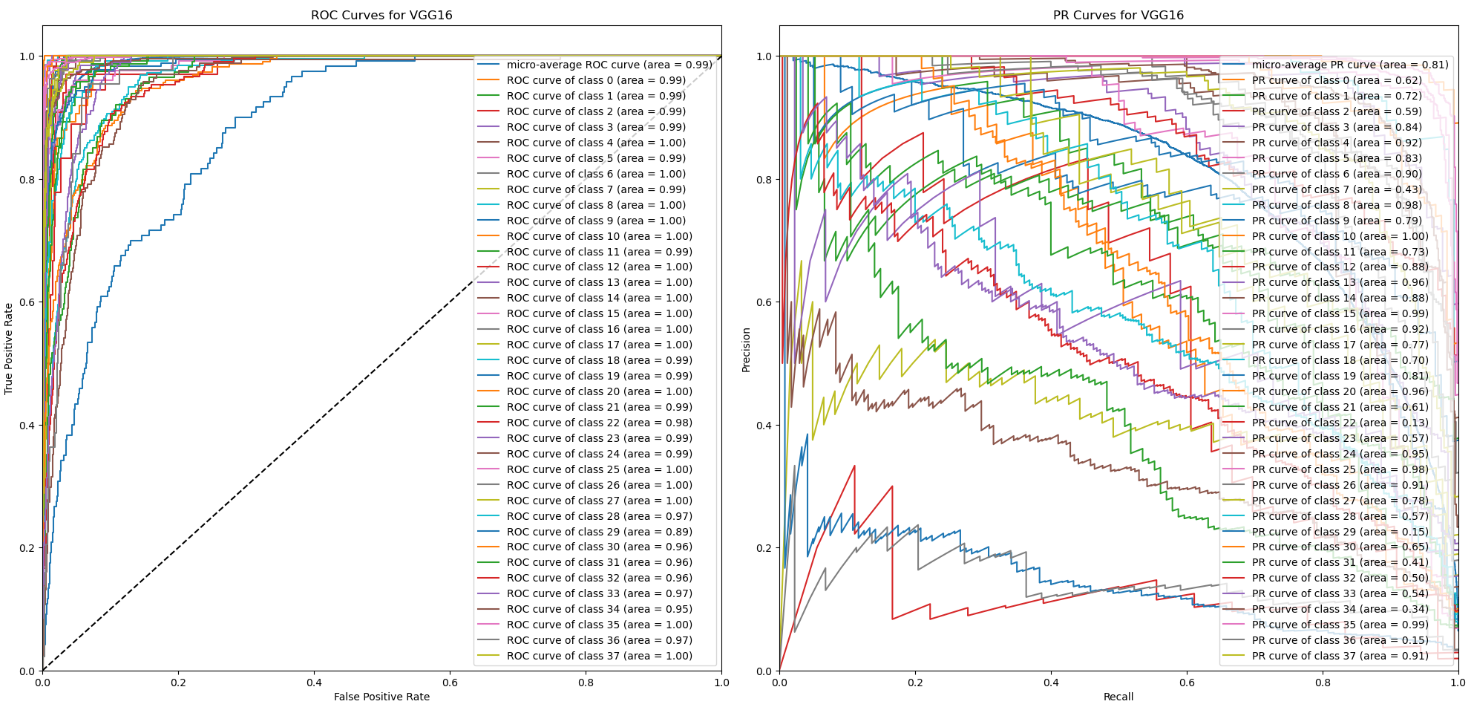 ROC Curves for VGG16
1.0
0.8
0.6
0.4
0.2
0.0
True Positive Rate
micro-average ROC curve (area = 0.99)
ROC curve of class 0 (area = 0.99)
ROC curve of class 1 (area = 0.99)
ROC curve of class 2 (area = 0.99)
ROC curve of class 3 (area = 0.99)
ROC curve of class 4 (area = 1.00)
ROC curve of class 5 (area = 0.99)
ROC curve of class 6 (area = 1.00)
ROC curve of class 7 (area = 0.99)
ROC curve of class 8 (area = 1.00)
ROC curve of class 9 (area = 1.00)
ROC curve of class 10 (area = 1.00)
ROC curve of class 11 (area = 0.99)
ROC curve of class 12 (area = 1.00)
ROC curve of class 13 (area = 1.00)
ROC curve of class 14 (area = 1.00)
ROC curve of class 15 (area = 1.00)
ROC curve of class 16 (area = 1.00)
ROC curve of class 17 (area = 1.00)
ROC curve of class 18 (area = 0.99)
ROC curve of class 19 (area = 0.99)
ROC curve of class 20 (area = 1.00)
ROC curve of class 21 (area = 0.99)
ROC curve of class 22 (area = 0.98)
ROC curve of class 23 (area = 0.99)
ROC curve of class 24 (area = 0.99)
ROC curve of class 25 (area = 1.00)
ROC curve of class 26 (area = 1.00)
ROC curve of class 27 (area = 1.00)
ROC curve of class 28 (area = 0.97)
ROC curve of class 29 (area = 0.89)
ROC curve of class 30 (area = 0.96)
ROC curve of class 31 (area = 0.96)
ROC curve of class 32 (area = 0.96)
ROC curve of class 33 (area = 0.97)
ROC curve of class 34 (area = 0.95)
ROC curve of class 35 (area = 1.00)
ROC curve of class 36 (area = 0.97)
ROC curve of class 37 (area = 1.00)
0.0 0.2 0.4 0.6 0.8 1.0
False Positive Rate
PR Curves for VGG16
1.0
0.8
0.6
0.4
0.2
0.0
Precision
micro-average PR curve (area = 0.81)
PR curve of class 0 (area = 0.62)
PR curve of class 1 (area = 0.72)
PR curve of class 2 (area = 0.59)
PR curve of class 3 (area = 0.84)
PR curve of class 4 (area = 0.92)
PR curve of class 5 (area = 0.83)
PR curve of class 6 (area = 0.90)
PR curve of class 7 (area = 0.43)
PR curve of class 8 (area = 0.98)
PR curve of class 9 (area = 0.79)
PR curve of class 10 (area = 1.00)
PR curve of class 11 (area = 0.73)
PR curve of class 12 (area = 0.88)
PR curve of class 13 (area = 0.96)
PR curve of class 14 (area = 0.88)
PR curve of class 15 (area = 0.99)
PR curve of class 16 (area = 0.92)
PR curve of class 17 (area = 0.77)
PR curve of class 18 (area = 0.70)
PR curve of class 19 (area = 0.81)
PR curve of class 20 (area = 0.96)
PR curve of class 21 (area = 0.61)
PR curve of class 22 (area = 0.13)
PR curve of class 23 (area = 0.57)
PR curve of class 24 (area = 0.95)
PR curve of class 25 (area = 0.98)
PR curve of class 26 (area = 0.91)
PR curve of class 27 (area = 0.78)
PR curve of class 28 (area = 0.57)
PR curve of class 29 (area = 0.15)
PR curve of class 30 (area = 0.65)
PR curve of class 31 (area = 0.41)
PR curve of class 32 (area = 0.50)
PR curve of class 33 (area = 0.54)
PR curve of class 34 (area = 0.34)
PR curve of class 35 (area = 0.99)
PR curve of class 36 (area = 0.15)
PR curve of class 37 (area = 0.91)
0.0 0.2 0.4 0.6 0.8 1.0
Recall